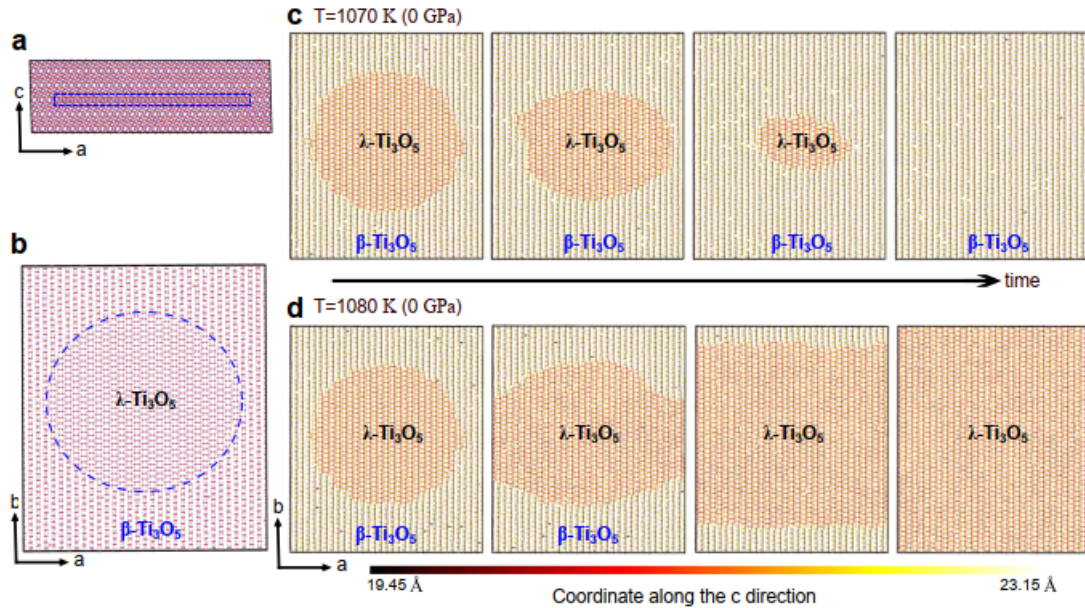 a
c
a
b
λ-Ti₃O₅
β-Ti₃O₅
b
a
c T=1070 K (0 GPa)
λ-Ti₃O₅ λ-Ti₃O₅ λ-Ti₃O₅
β-Ti₃O₅ β-Ti₃O₅ β-Ti₃O₅ β-Ti₃O₅
time
d T=1080 K (0 GPa)
λ-Ti₃O₅ λ-Ti₃O₅ λ-Ti₃O₅ λ-Ti₃O₅
β-Ti₃O₅ β-Ti₃O₅
b
a
19.45 Å 23.15 Å
Coordinate along the c direction